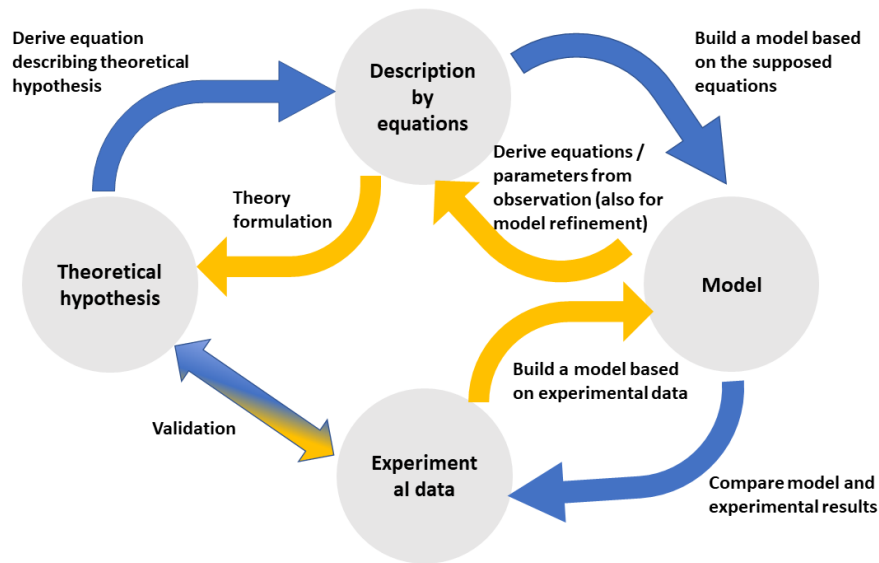 Derive equation
describing theoretical
hypothesis
Description
by
equations
Build a model based
on the supposed
equations
Derive equations /
parameters from
observation (also for
model refinement)
Theory
formulation
Theoretical
hypothesis
Model
Build a model based
on experimental data
Validation
Experiment
al data
Compare model and
experimental results